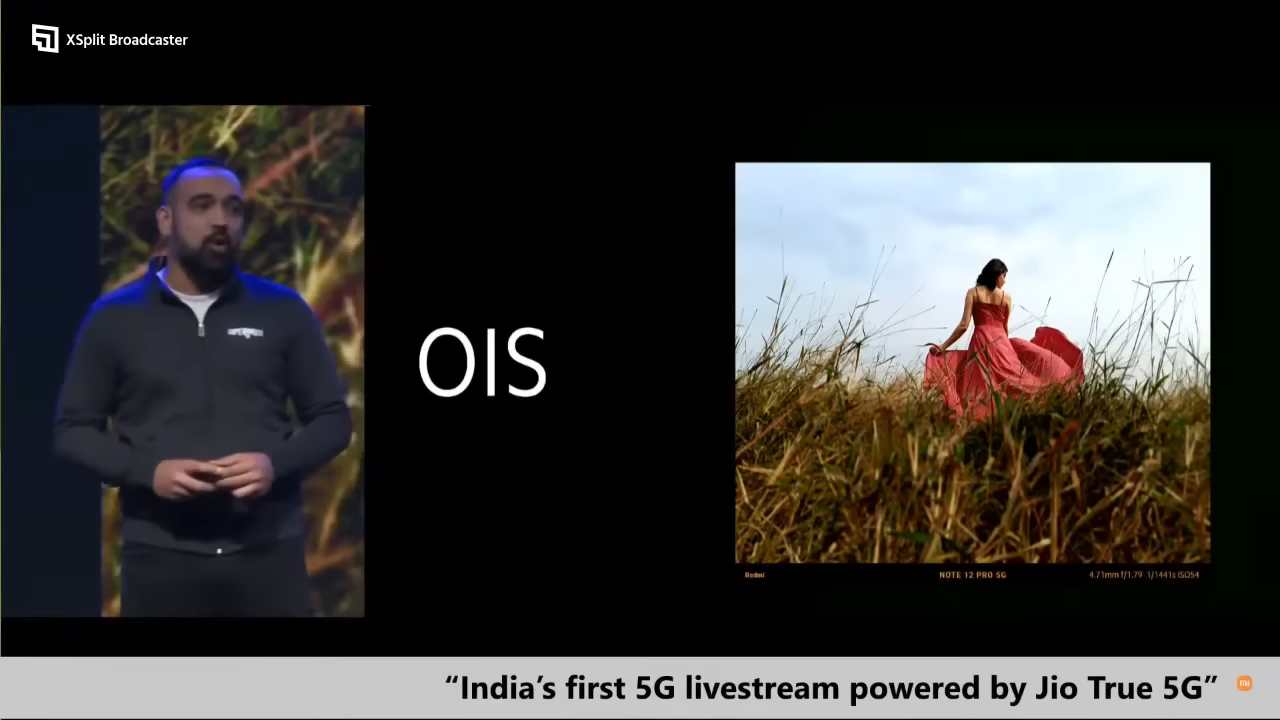 XSplit Broadcaster
OIS
Redmi
NOTE 12 PRO 5G
4.71mm f/1.79 1/1441s ISO54
“India’s first 5G livestream powered by Jio True 5G”
mi